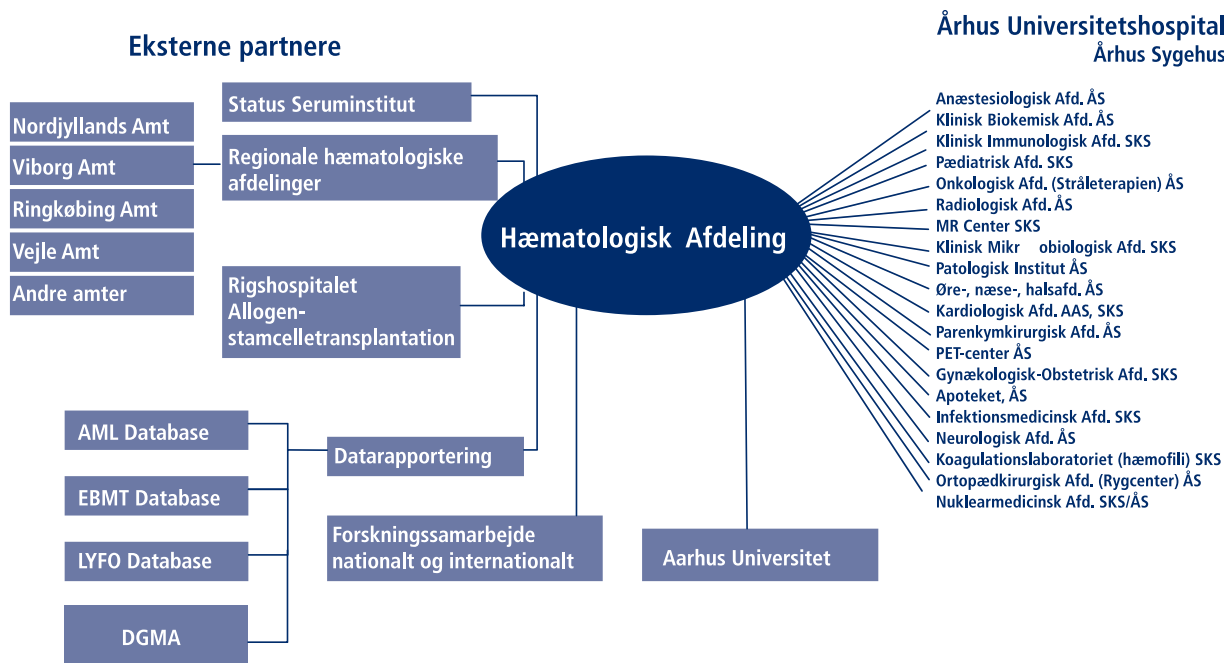 Eksterne partnere
Århus Universitetshospital
Århus Sygehus
Nordjyllands Amt
Viborg Amt
Ringkøbing Amt
Vejle Amt
Andre amter
Status Seruminstitut
Regionale hæmatologiske
afdelinger
Rigshospitalet
Allogen-
stamcelletransplantation
Hæmatologisk Afdeling
AML Database
EBMT Database
LYFO Database
DGMA
Datarapportering
Forskningssamarbejde
nationalt og internationalt
Aarhus Universitet
Anæstesiologisk Afd. ÅS
Klinisk Biokemisk Afd. ÅS
Klinisk Immunologisk Afd. SKS
Pædiatrisk Afd. SKS
Onkologisk Afd. (Stråleterapien) ÅS
Radiologisk Afd. ÅS
MR Center SKS
Klinisk Mikr obiologisk Afd. SKS
Patologisk Institut ÅS
Øre-, næse-, halsafd. ÅS
Kardiologisk Afd. AAS, SKS
Parenkymkirurgisk Afd. ÅS
PET-center ÅS
Gynækologisk-Obstetrisk Afd. SKS
Apoteket, ÅS
Infektionsmedicinsk Afd. SKS
Neurologisk Afd. ÅS
Koagulationslaboratoriet (hæmofili) SKS
Ortopædkirurgisk Afd. (Rygcenter) ÅS
Nuklearmedicinsk Afd. SKS/ÅS